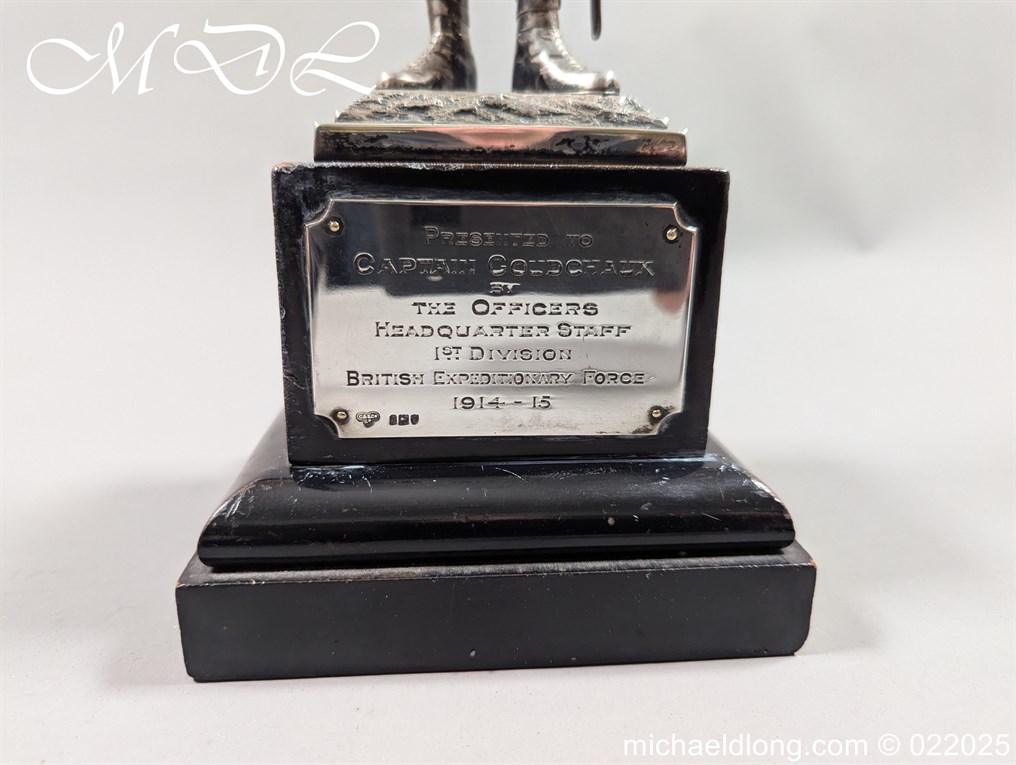 MDL
PRESENTED TO
CAPTAIN GOUDCHAUX
BY
THE OFFICERS
HEADQUARTER STAFF
1ST DIVISION
BRITISH EXPEDITIONARY FORCE
1914 - 15
michaeldlong.com © 022025